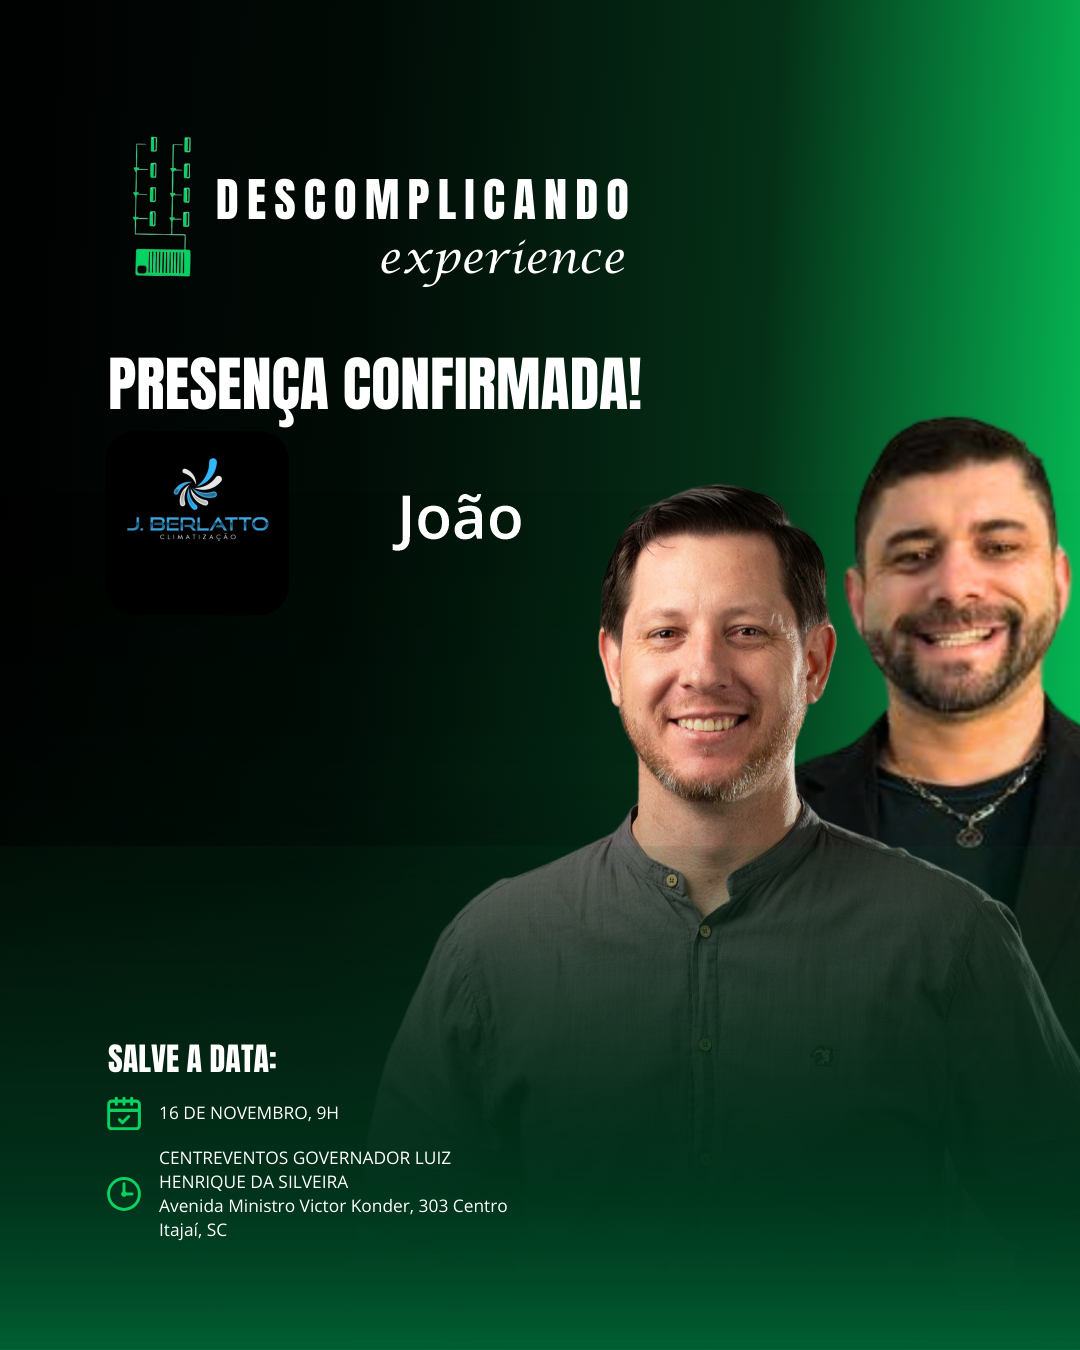 DESCOMPLICANDO
experience
PRESENÇA CONFIRMADA!
J. BERLATTO
CLIMATIZAÇÃO
João
SALVE A DATA:
16 DE NOVEMBRO, 9H
CENTREVENTOS GOVERNADOR LUIZ
HENRIQUE DA SILVEIRA
Avenida Ministro Victor Konder, 303 Centro
Itajaí, SC